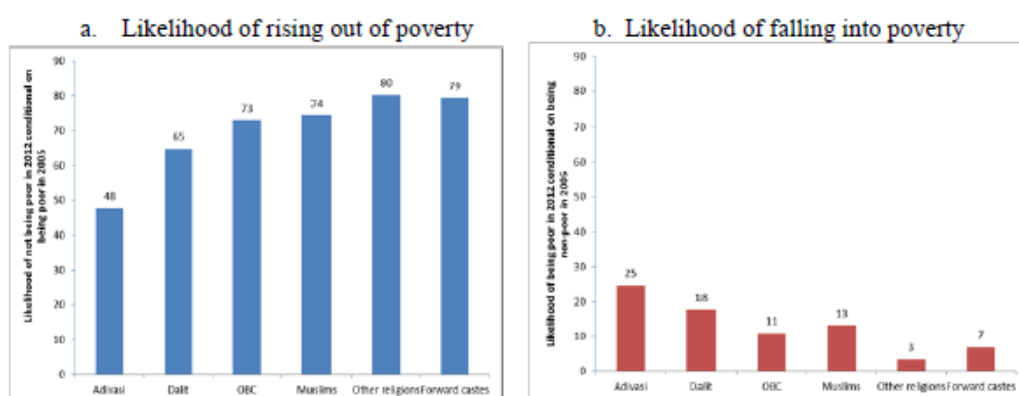 a. Likelihood of rising out of poverty
Likelihood of not being poor in 2012 conditional on
being poor in 2005
90
80
70
60
50
40
30
20
10
0
48
65
73
74
80
79
Adivasi
Dalit
OBC
Muslims
Other religions
Forward castes
b. Likelihood of falling into poverty
Likelihood of being poor in 2012 conditional on being
non-poor in 2005
90
80
70
60
50
40
30
20
10
0
25
18
11
13
3
7
Adivasi
Dalit
OBC
Muslims
Other religions
Forward castes